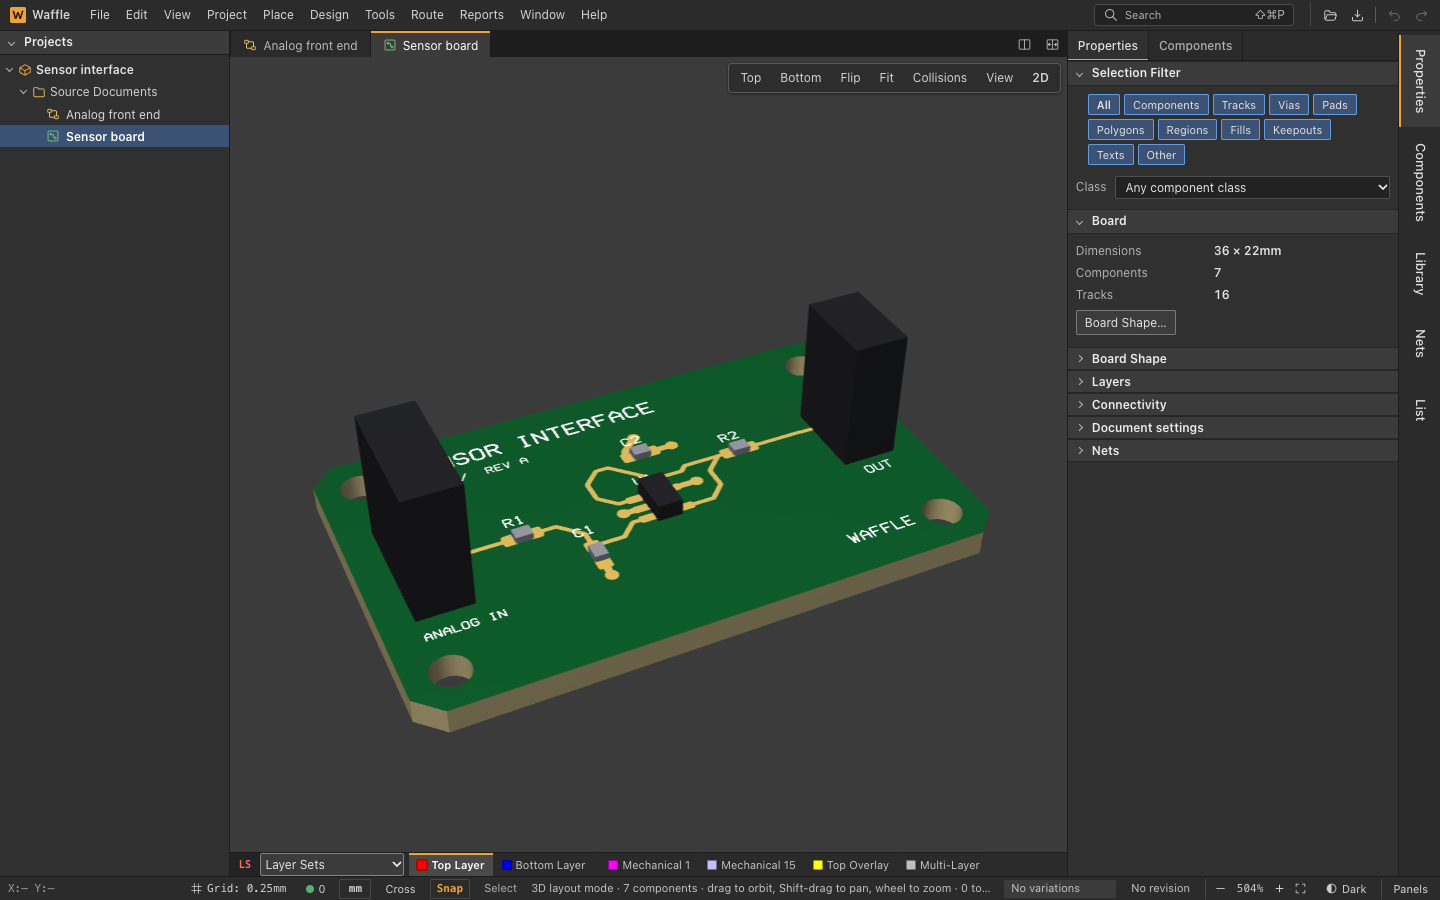 Waffle File Edit View Project Place Design Tools Route Reports Window Help Search ⇧⌘P
Projects
Sensor interface
Source Documents
Analog front end
Sensor board
Analog front end Sensor board
Top Bottom Flip Fit Collisions View 2D
INTERFACE
REV A
C2
R2
R1
C1
OUT
WAFFLE
ANALOG IN
Properties Components
Selection Filter
All Components Tracks Vias Pads
Polygons Regions Fills Keepouts
Texts Other
Class Any component class
Board
Dimensions 36 × 22mm
Components 7
Tracks 16
Board Shape...
Board Shape
Layers
Connectivity
Document settings
Nets
Properties
Components
Library
Nets
List
LS Layer Sets Top Layer Bottom Layer Mechanical 1 Mechanical 15 Top Overlay Multi-Layer
X:— Y:— Grid: 0.25mm 0 mm Cross Snap Select 3D layout mode · 7 components · drag to orbit, Shift-drag to pan, wheel to zoom · 0 to... No variations No revision 504% Dark Panels